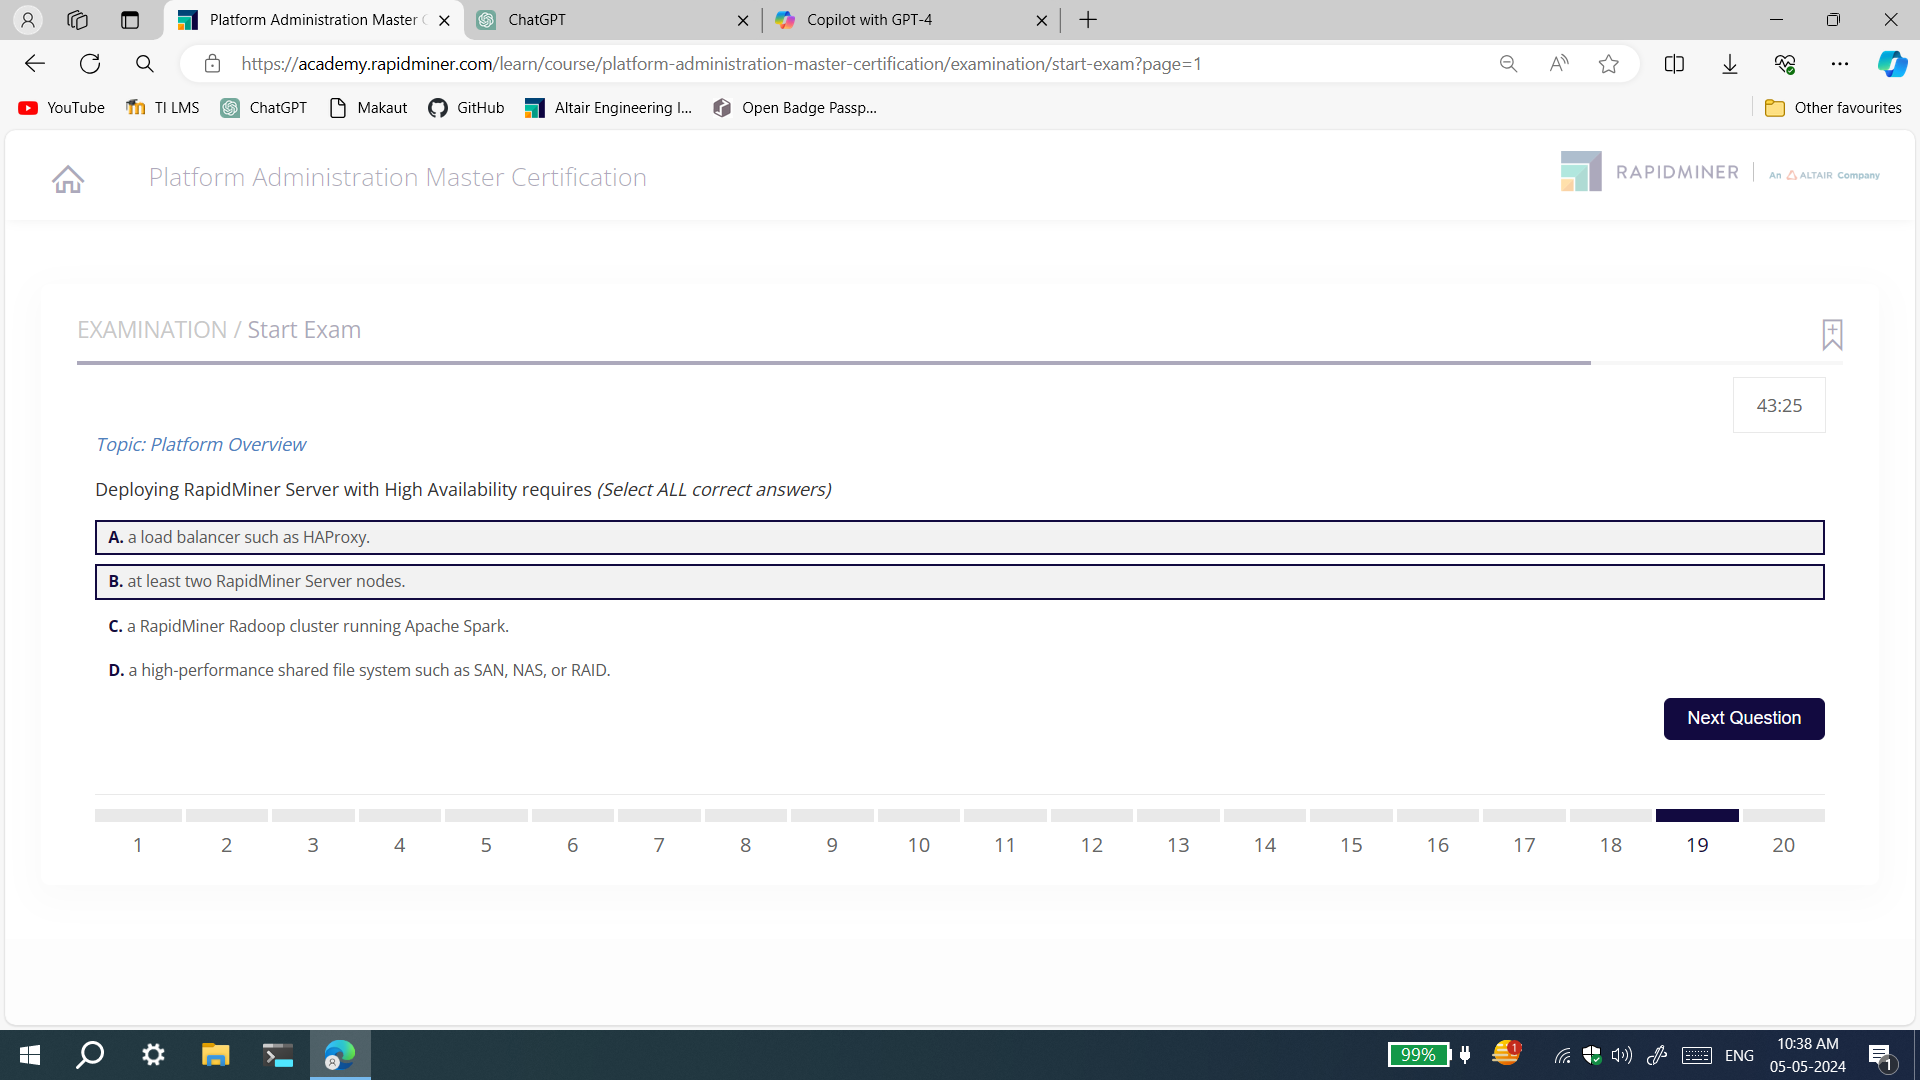 Platform Administration Master C
ChatGPT
Copilot with GPT-4
https://academy.rapidminer.com/learn/course/platform-administration-master-certification/examination/start-exam?page=1
YouTube
TI LMS
ChatGPT
Makaut
GitHub
Altair Engineering I...
Open Badge Passp...
Other favourites
Platform Administration Master Certification
RAPIDMINER
An ALTAIR Company
EXAMINATION / Start Exam
43:25
Topic: Platform Overview
Deploying RapidMiner Server with High Availability requires (Select ALL correct answers)
A. a load balancer such as HAProxy.
B. at least two RapidMiner Server nodes.
C. a RapidMiner Radoop cluster running Apache Spark.
D. a high-performance shared file system such as SAN, NAS, or RAID.
Next Question
1 2 3 4 5 6 7 8 9 10 11 12 13 14 15 16 17 18 19 20
99%
1
ENG
10:38 AM
05-05-2024
1